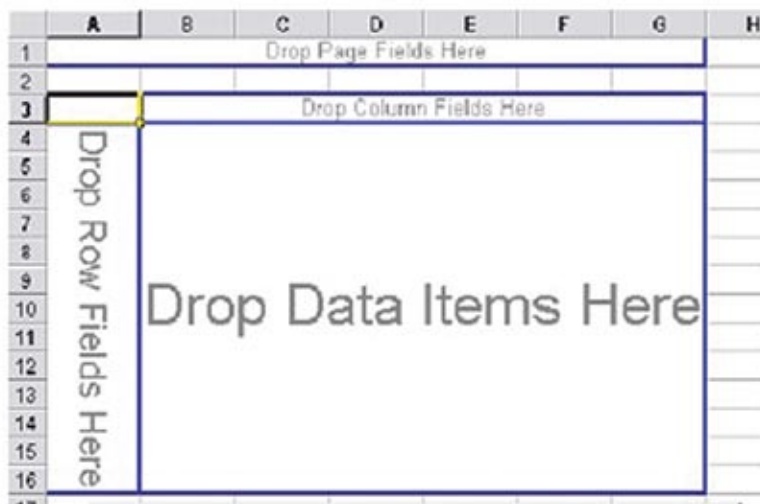 A B C D E F G H
1 Drop Page Fields Here
2
3 Drop Column Fields Here
4
5
6
7
8
9
10
11
12
13
14
15
16
Drop Row Fields Here
Drop Data Items Here